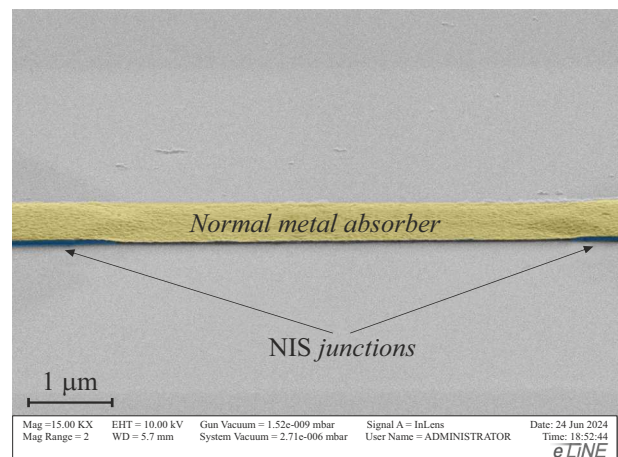 Normal metal absorber
NIS junctions
1 μm
Mag =15.00 KX EHT = 10.00 kV Gun Vacuum = 1.52e-009 mbar Signal A = InLens Date: 24 Jun 2024
Mag Range = 2 WD = 5.7 mm System Vacuum = 2.71e-006 mbar User Name = ADMINISTRATOR Time: 18:52:44
eLiNE